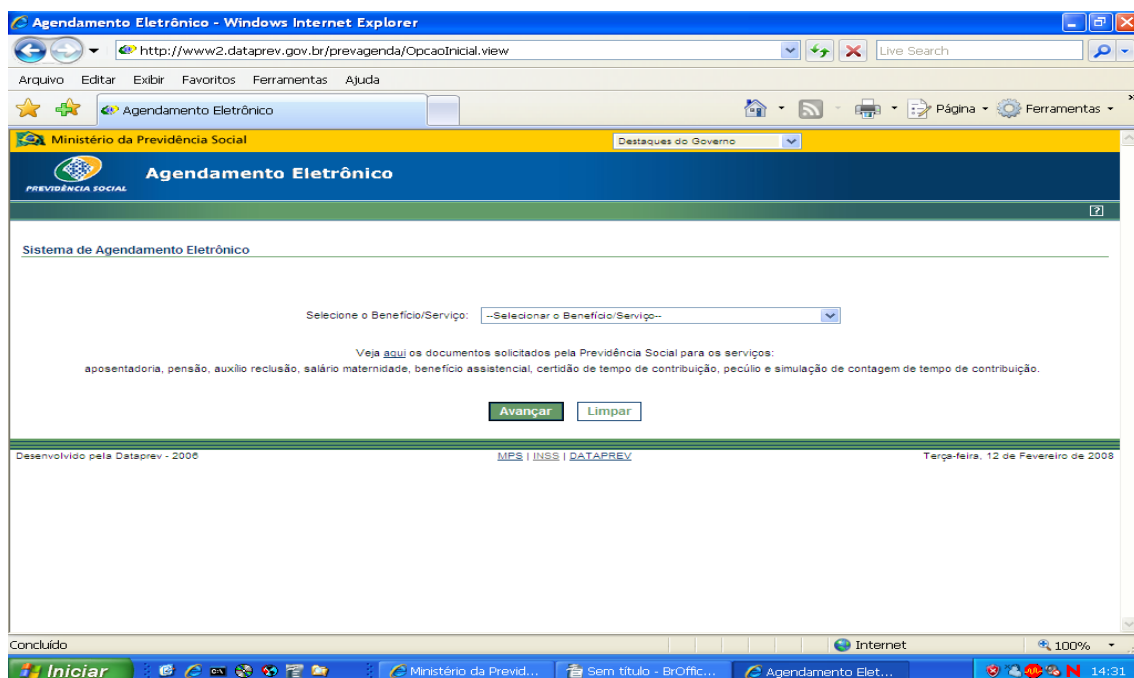 Agendamento Eletrônico - Windows Internet Explorer
http://www2.dataprev.gov.br/prevagenda/OpcaoInicial.view
Live Search
Arquivo Editar Exibir Favoritos Ferramentas Ajuda
Agendamento Eletrônico
Página
Ferramentas
Ministério da Previdência Social
Destaques do Governo
PREVIDÊNCIA SOCIAL
Agendamento Eletrônico
?
Sistema de Agendamento Eletrônico
Selecione o Benefício/Serviço: --Selecionar o Benefício/Serviço--
Veja aqui os documentos solicitados pela Previdência Social para os serviços:
aposentadoria, pensão, auxílio reclusão, salário maternidade, benefício assistencial, certidão de tempo de contribuição, pecúlio e simulação de contagem de tempo de contribuição.
Avançar Limpar
Desenvolvido pela Dataprev - 2006 MPS | INSS | DATAPREV Terça-feira, 12 de Fevereiro de 2008
Concluído Internet 100%
Iniciar Ministério da Previd... Sem título - BrOffic... Agendamento Elet... 14:31